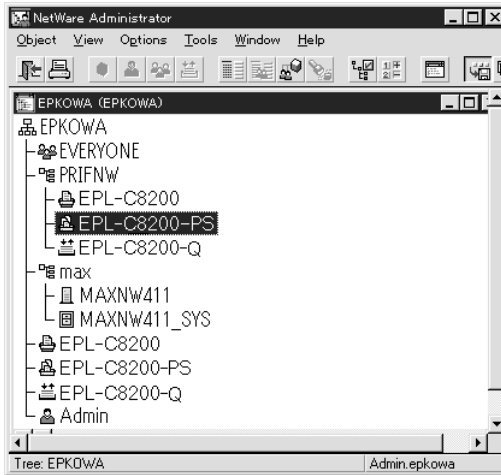 NetWare Administrator
Object View Options Tools Window Help
EPKOWA (EPKOWA)
EPKOWA
EVERYONE
PRIFNW
EPL-C8200
EPL-C8200-PS
EPL-C8200-Q
max
MAXNW411
MAXNW411_SYS
EPL-C8200
EPL-C8200-PS
EPL-C8200-Q
Admin
Tree: EPKOWA Admin.epkowa